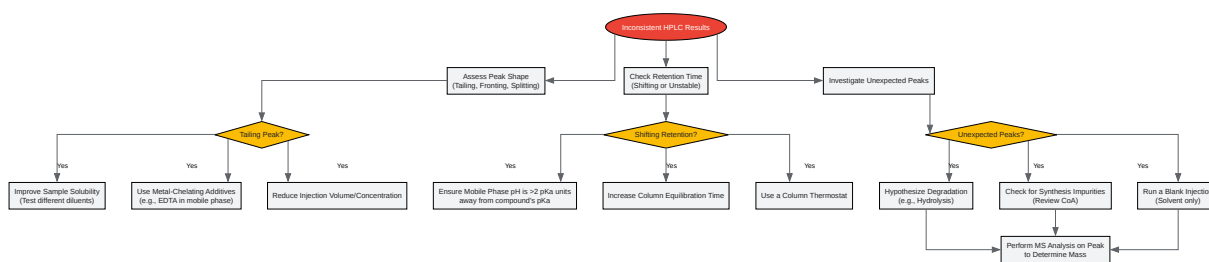 Inconsistent HPLC Results
Assess Peak Shape
(Tailing, Fronting, Splitting)
Check Retention Time
(Shifting or Unstable)
Investigate Unexpected Peaks
Tailing Peak?
Shifting Retention?
Unexpected Peaks?
Yes
Yes
Yes
Yes
Yes
Yes
Yes
Yes
Yes
Improve Sample Solubility
(Test different diluents)
Use Metal-Chelating Additives
(e.g., EDTA in mobile phase)
Reduce Injection Volume/Concentration
Ensure Mobile Phase pH is >2 pKa units
away from compound's pKa
Increase Column Equilibration Time
Use a Column Thermostat
Hypothesize Degradation
(e.g., Hydrolysis)
Check for Synthesis Impurities
(Review CoA)
Run a Blank Injection
(Solvent only)
Perform MS Analysis on Peak
to Determine Mass